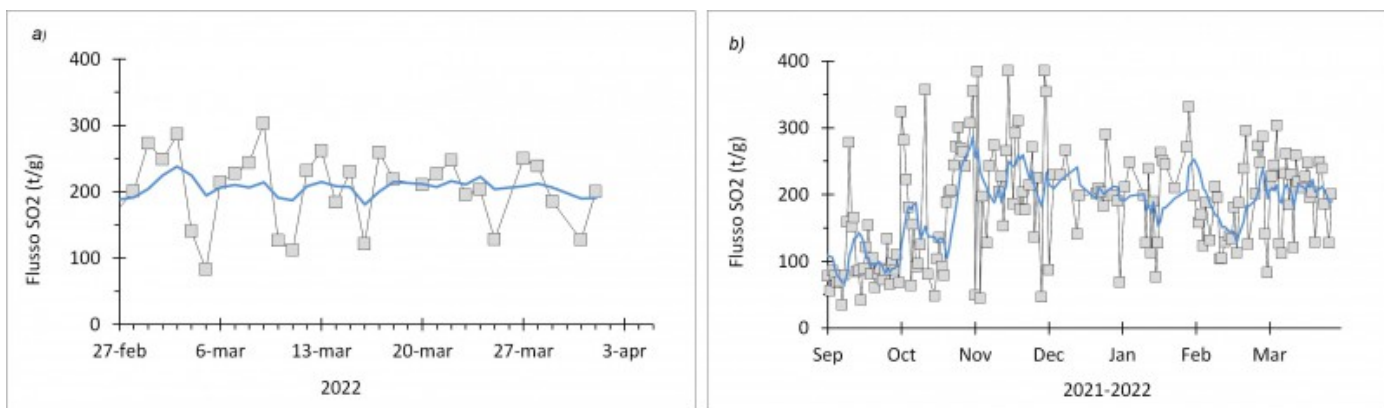 a)
400
300
200
100
0
Flusso SO2 (t/g)
27-feb 6-mar 13-mar 20-mar 27-mar 3-apr
2022
b)
400
300
200
100
0
Flusso SO2 (t/g)
Sep Oct Nov Dec Jan Feb Mar
2021-2022